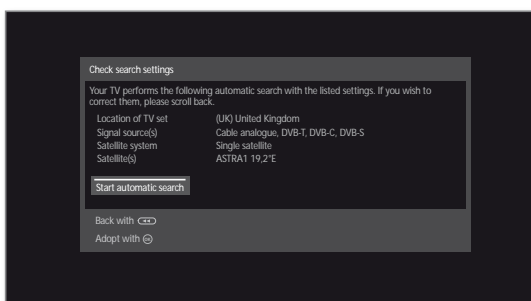 Check search settings
Your TV performs the following automatic search with the listed settings. If you wish to
correct them, please scroll back.
Location of TV set (UK) United Kingdom
Signal source(s) Cable analogue, DVB-T, DVB-C, DVB-S
Satellite system Single satellite
Satellite(s) ASTRA1 19,2°E
Start automatic search
Back with
Adopt with OK